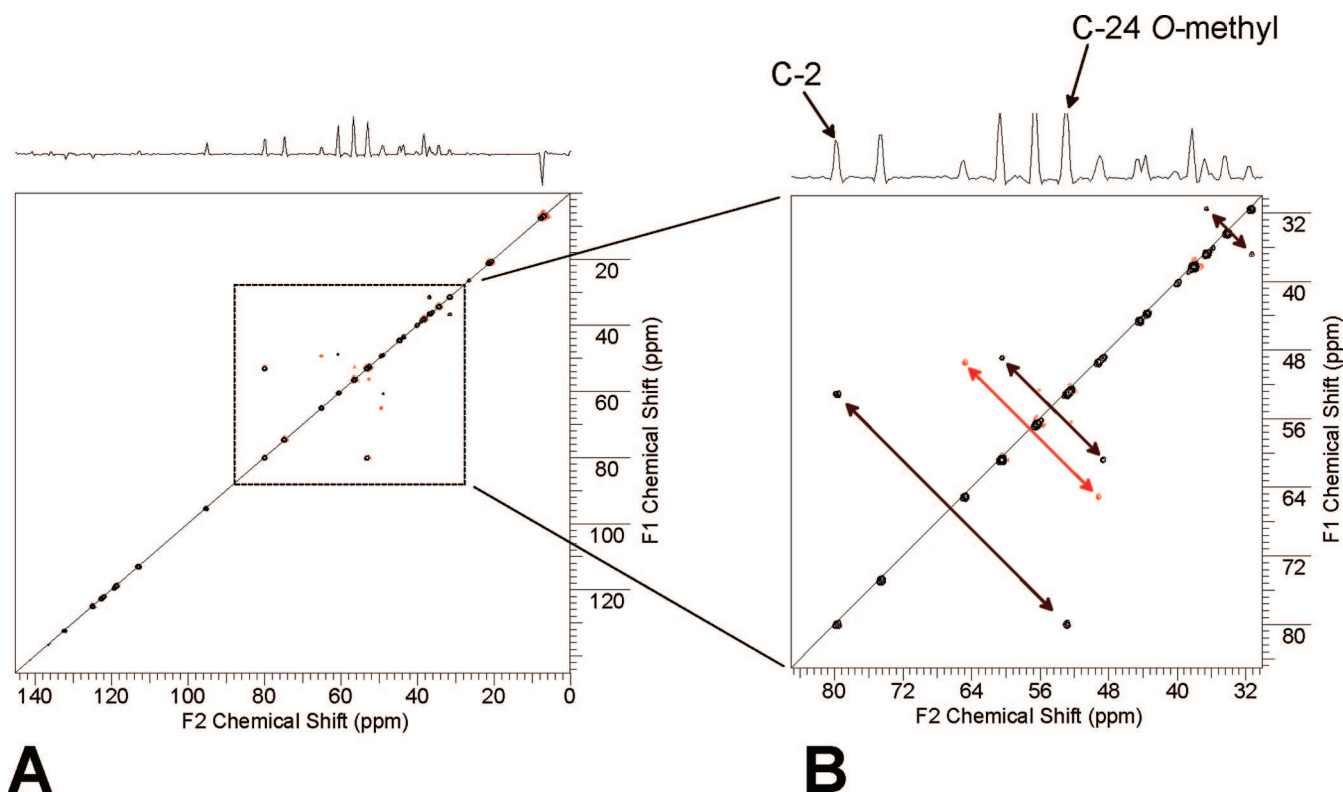 C-24 O-methyl
C-2
20
40
60
80
100
120
F1 Chemical Shift (ppm)
140 120 100 80 60 40 20 0
F2 Chemical Shift (ppm)
A
32
40
48
56
64
72
80
F1 Chemical Shift (ppm)
80 72 64 56 48 40 32
F2 Chemical Shift (ppm)
B